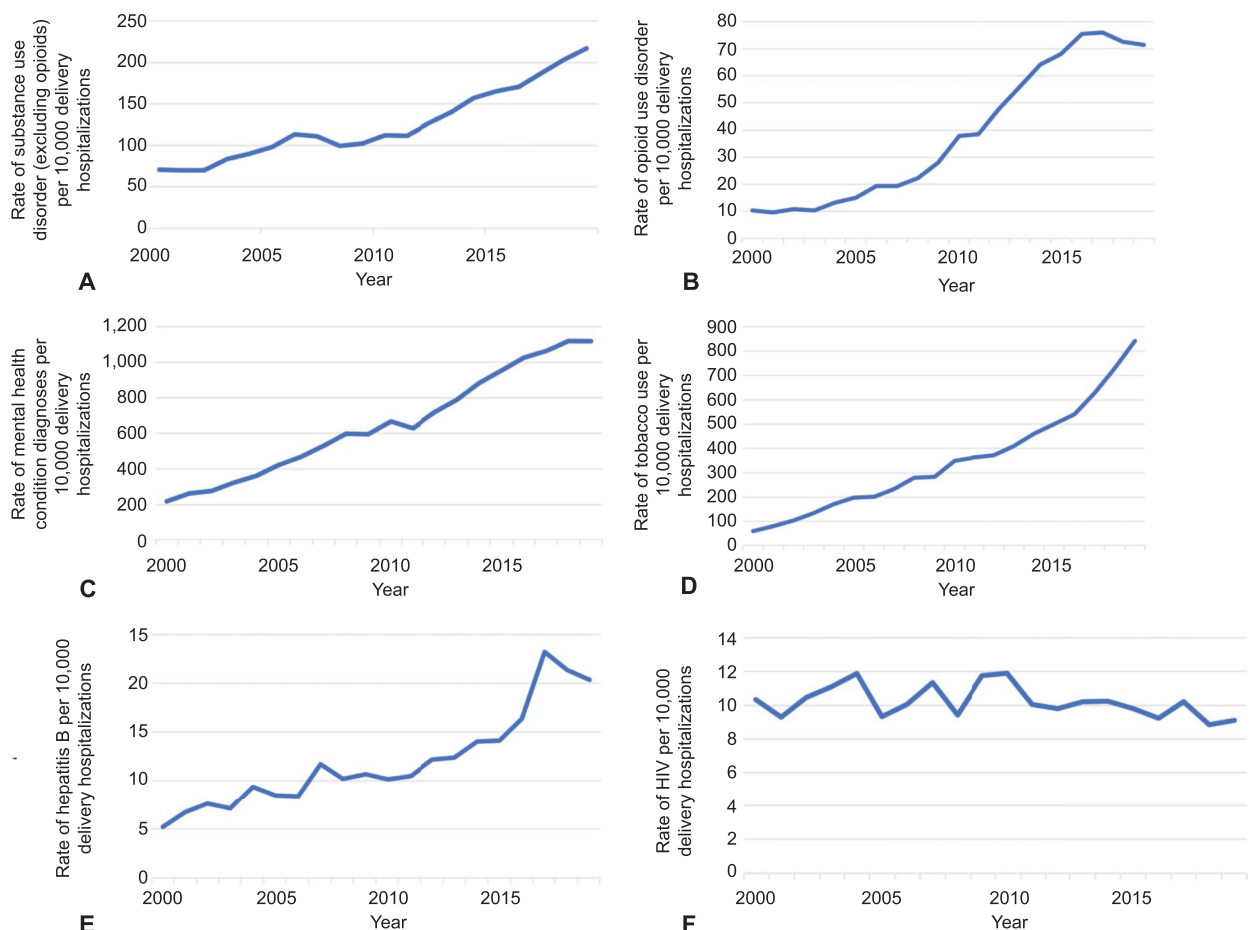 Rate of substance use
disorder (excluding opioids)
per 10,000 delivery
hospitalizations
250
200
150
100
50
0
2000 2005 2010 2015
Year
A
Rate of opioid use disorder
per 10,000 delivery
hospitalizations
80
70
60
50
40
30
20
10
0
2000 2005 2010 2015
Year
B
Rate of mental health
condition diagnoses per
10,000 delivery
hospitalizations
1,200
1,000
800
600
400
200
0
2000 2005 2010 2015
Year
C
Rate of tobacco use per
10,000 delivery
hospitalizations
900
800
700
600
500
400
300
200
100
0
2000 2005 2010 2015
Year
D
Rate of hepatitis B per 10,000
delivery hospitalizations
15
20
15
10
5
0
2000 2005 2010 2015
Year
E
Rate of HIV per 10,000
delivery hospitalizations
14
12
10
8
6
4
2
0
2000 2005 2010 2015
Year
F